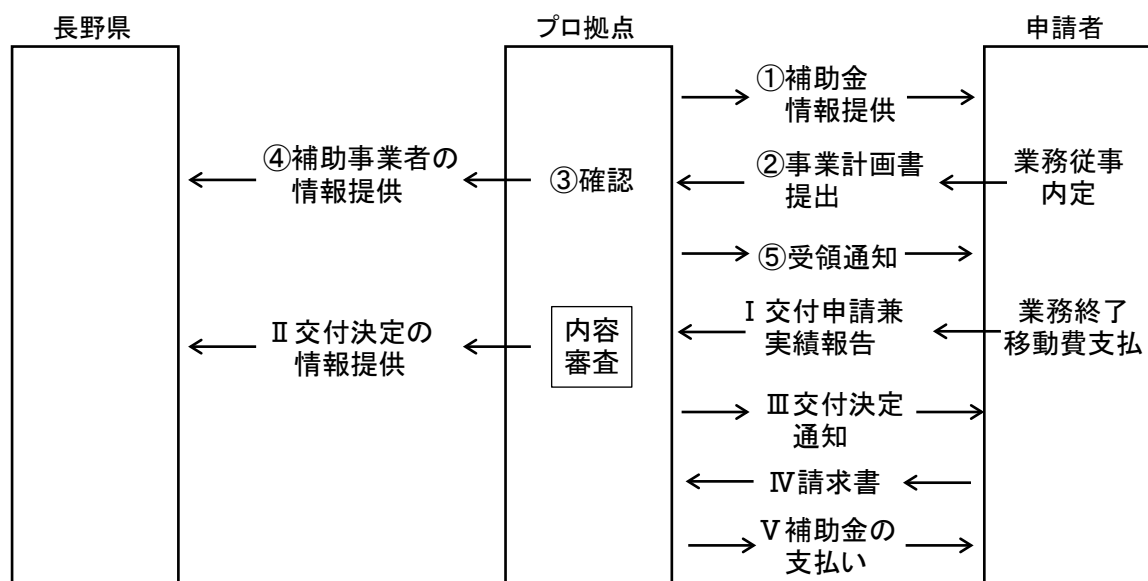 長野県
プロ拠点
申請者
①補助金
情報提供
④補助事業者の
情報提供
③確認
②事業計画書
提出
業務従事
内定
⑤受領通知
Ⅱ交付決定の
情報提供
内容
審査
Ⅰ交付申請兼
実績報告
業務終了
移動費支払
Ⅲ交付決定
通知
Ⅳ請求書
Ⅴ補助金の
支払い